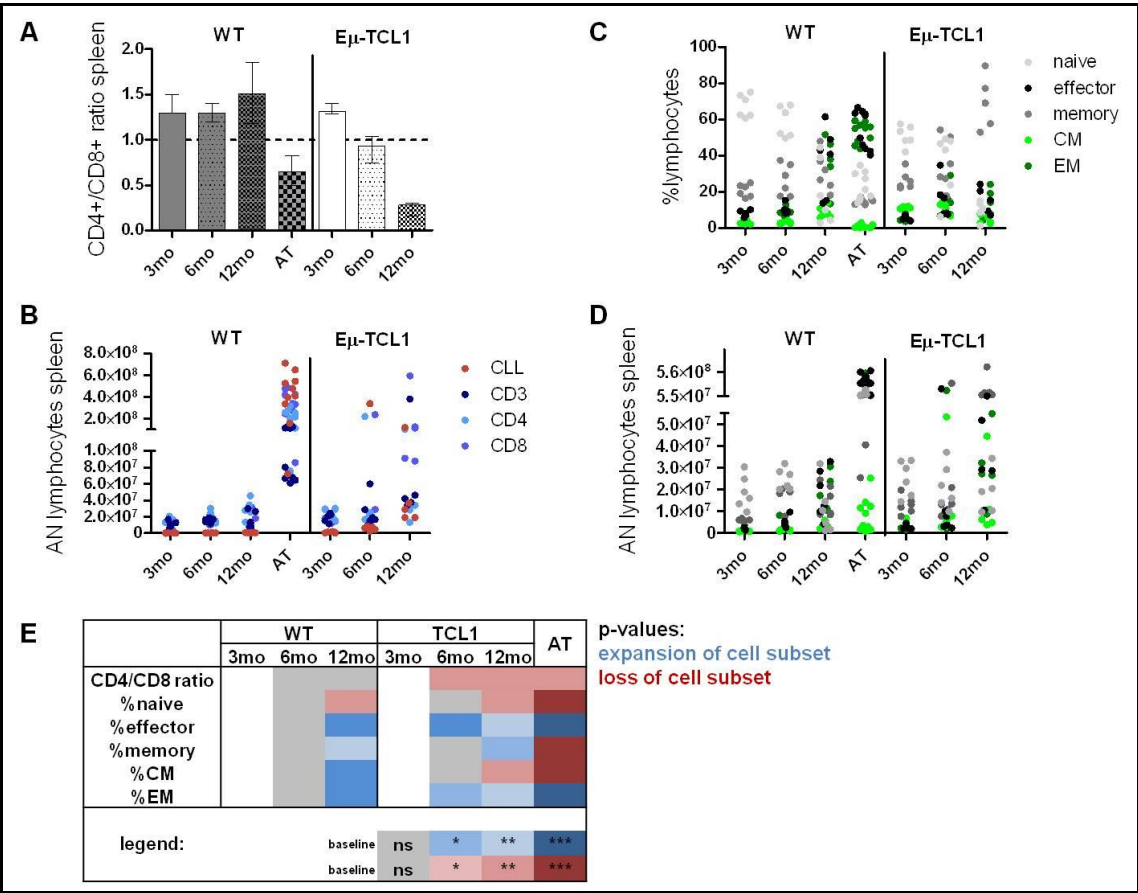 A
WT
Eμ-TCL1
CD4+/CD8+ ratio spleen
2.0
1.5
1.0
0.5
0.0
3mo 6mo 12mo AT 3mo 6mo 12mo
C
WT
Eμ-TCL1
%lymphocytes
100
80
60
40
20
0
3mo 6mo 12mo AT 3mo 6mo 12mo
naive
effector
memory
CM
EM
B
WT
Eμ-TCL1
AN lymphocytes spleen
8.0×10⁸
6.0×10⁸
4.0×10⁸
2.0×10⁸
1.0×10⁸
8.0×10⁷
6.0×10⁷
4.0×10⁷
2.0×10⁷
0
3mo 6mo 12mo AT 3mo 6mo 12mo
CLL
CD3
CD4
CD8
D
WT
Eμ-TCL1
AN lymphocytes spleen
5.6×10⁸
5.5×10⁷
5.0×10⁷
4.0×10⁷
3.0×10⁷
2.0×10⁷
1.0×10⁷
0
3mo 6mo 12mo AT 3mo 6mo 12mo
E
WT TCL1 AT
3mo 6mo 12mo 3mo 6mo 12mo
CD4/CD8 ratio
%naive
%effector
%memory
%CM
%EM
legend:
baseline ns * ** ***
baseline ns * ** ***
p-values:
expansion of cell subset
loss of cell subset